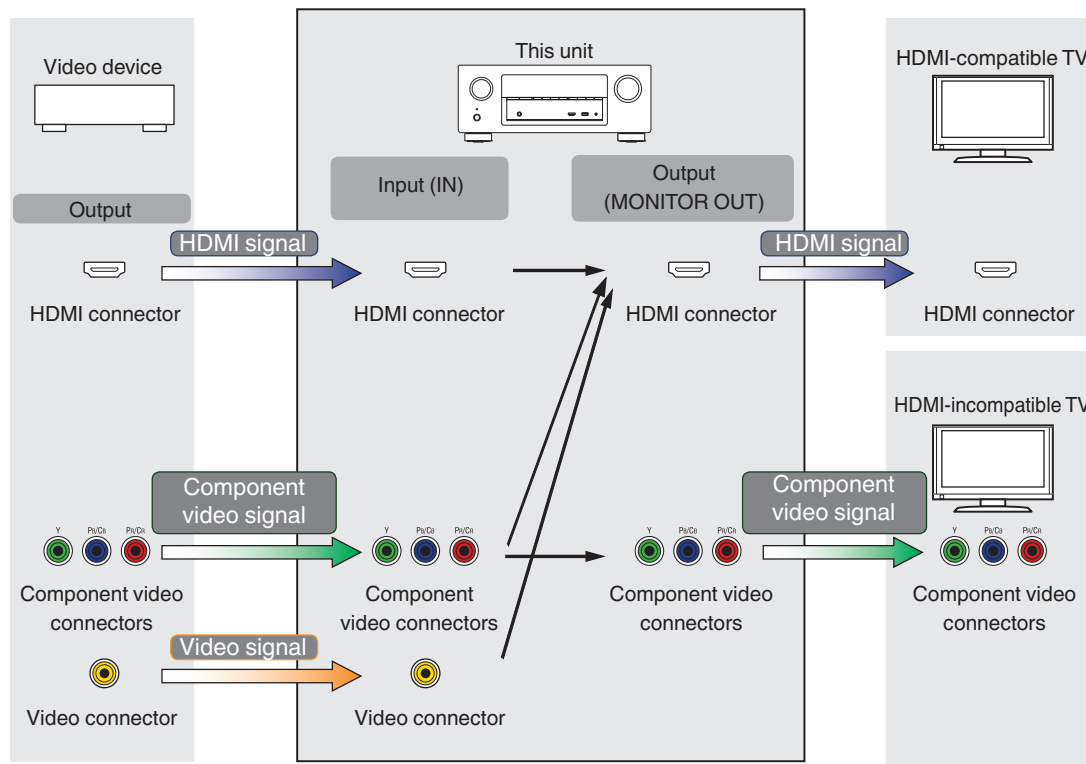 Video device
This unit
HDMI-compatible TV
Output
Input (IN)
Output
(MONITOR OUT)
HDMI signal
HDMI signal
HDMI connector
HDMI connector
HDMI connector
HDMI connector
HDMI-incompatible TV
Component
video signal
Component
video signal
Y PB/CB PR/CR
Y PB/CB PR/CR
Y PB/CB PR/CR
Y PB/CB PR/CR
Component video
connectors
Component
video connectors
Component video
connectors
Component video
connectors
Video signal
Video connector
Video connector